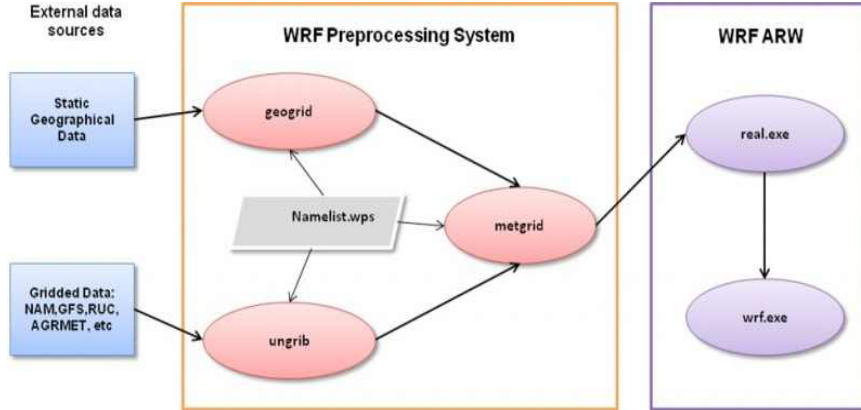 External data
sources
WRF Preprocessing System
WRF ARW
Static
Geographical
Data
geogrid
real.exe
Namelist.wps
metgrid
Gridded Data:
NAM,GFS,RUC,
AGRMET, etc
ungrib
wrf.exe